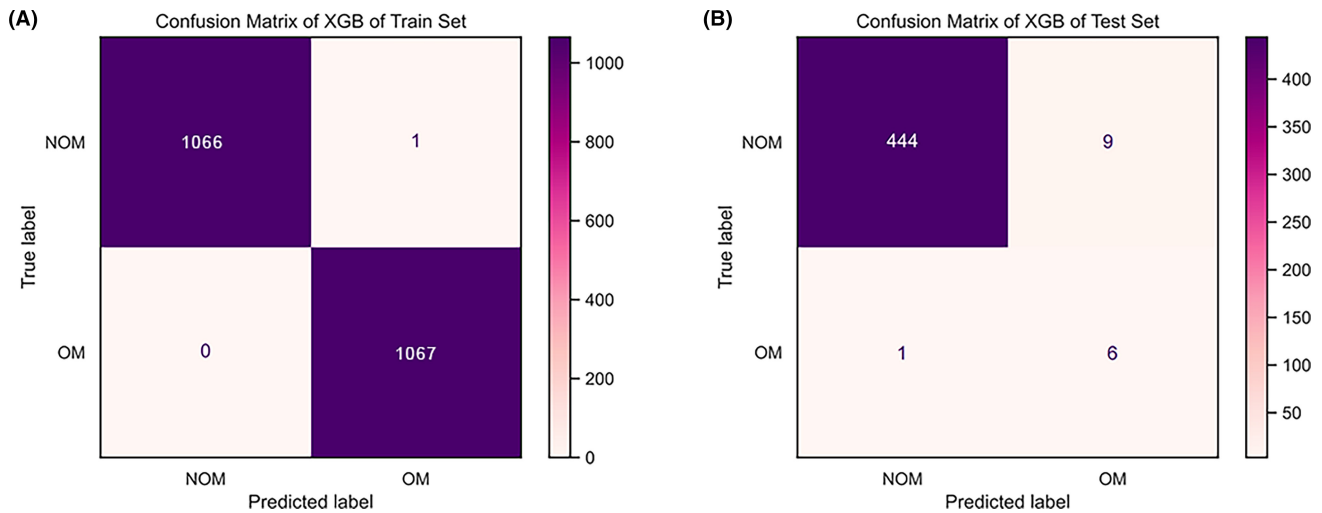 (A)
Confusion Matrix of XGB of Train Set
True label
NOM
OM
1066
1
0
1067
NOM
OM
Predicted label
1000
800
600
400
200
0
(B)
Confusion Matrix of XGB of Test Set
True label
NOM
OM
444
9
1
6
NOM
OM
Predicted label
400
350
300
250
200
150
100
50